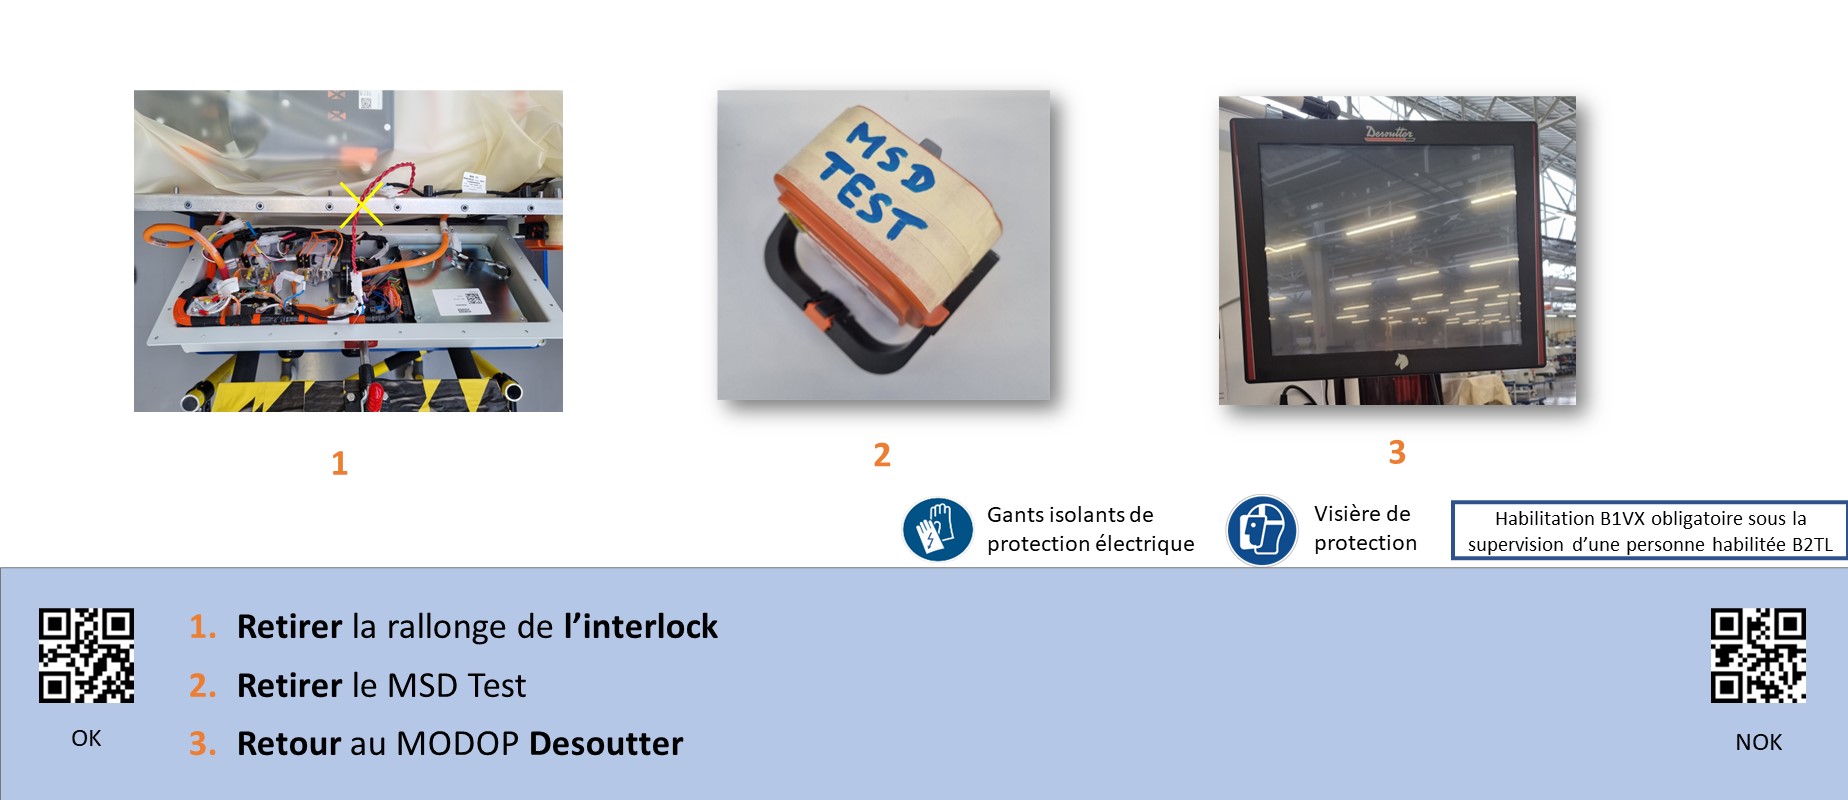 MSD
TEST
Desoutter
1
2
3
Gants isolants de
protection électrique
Visière de
protection
Habilitation B1VX obligatoire sous la
supervision d’une personne habilitée B2TL
1. Retirer la rallonge de l’interlock
2. Retirer le MSD Test
3. Retour au MODOP Desoutter
OK
NOK